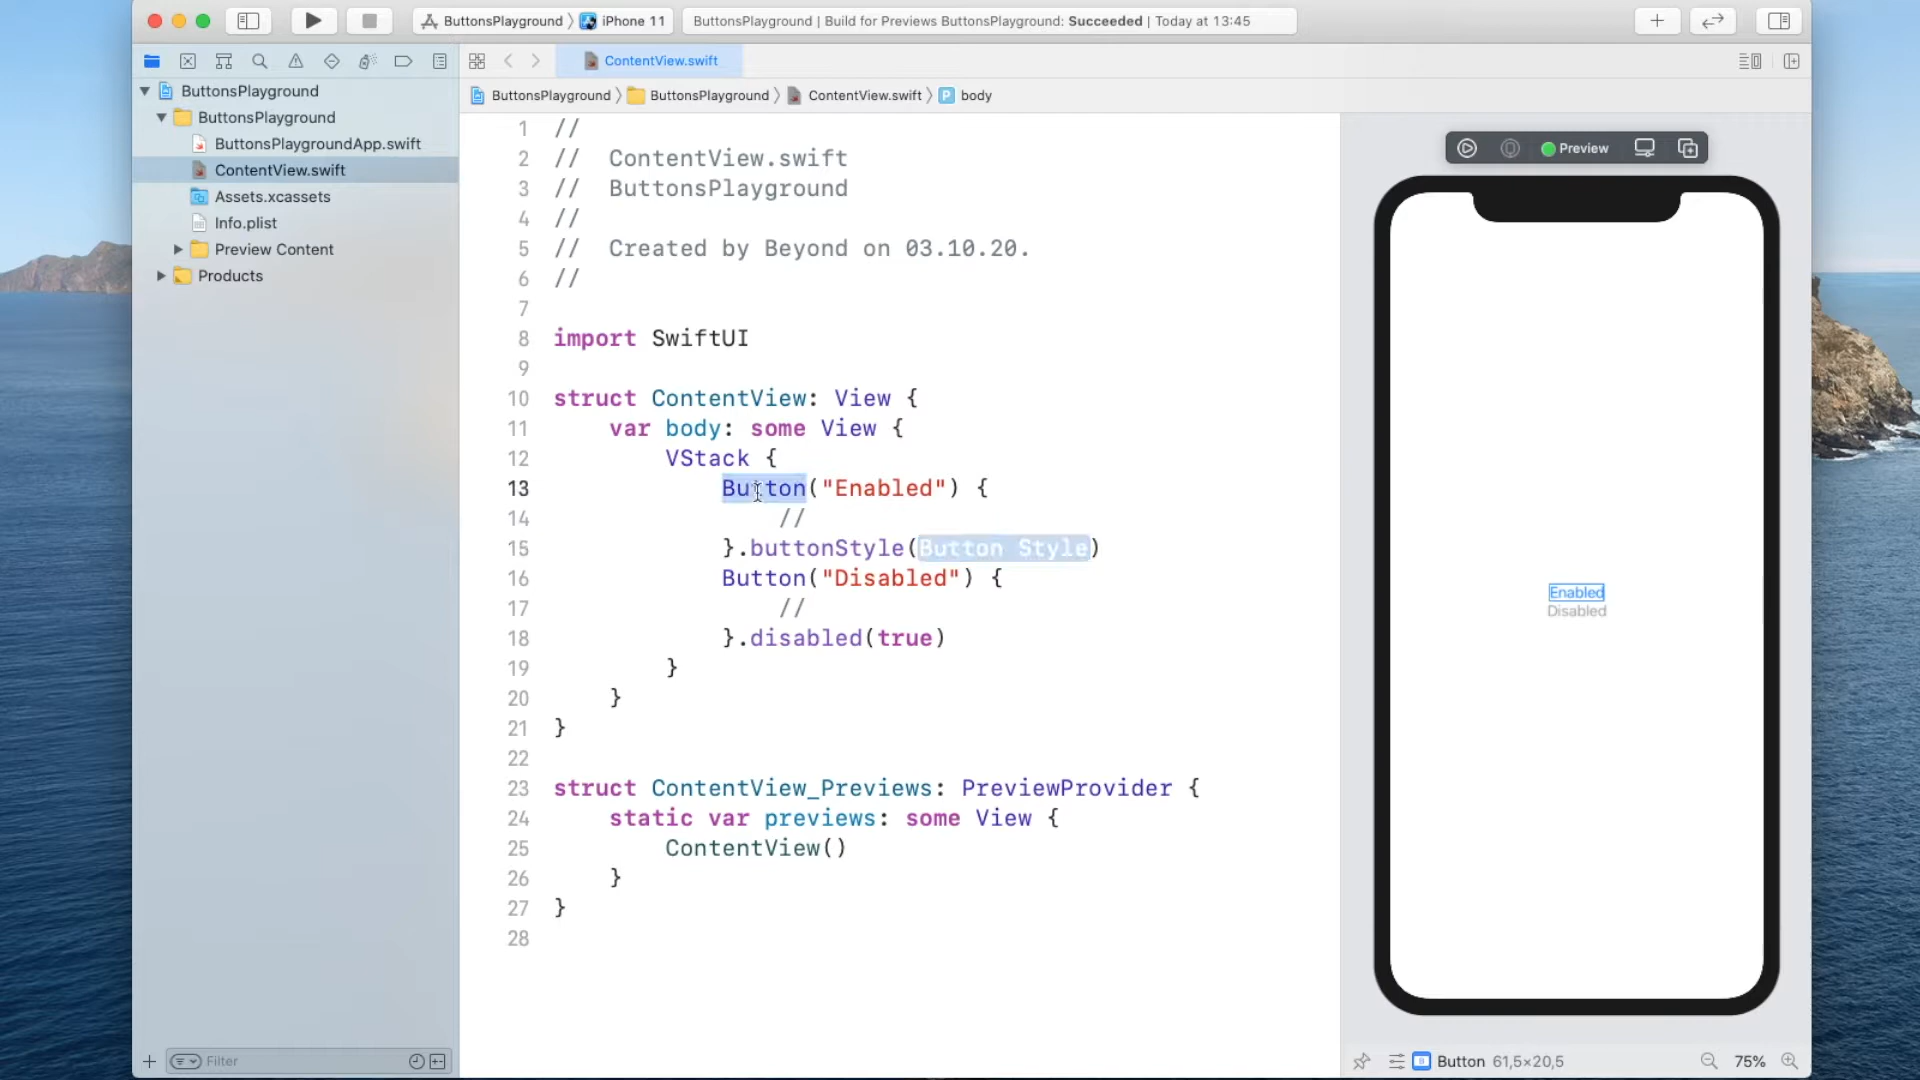 ButtonsPlayground 〉 iPhone 11
ButtonsPlayground | Build for Previews ButtonsPlayground: Succeeded | Today at 13:45
ContentView.swift
ButtonsPlayground 〉 ButtonsPlayground 〉 ContentView.swift 〉 P body
ButtonsPlayground
ButtonsPlayground
ButtonsPlaygroundApp.swift
ContentView.swift
Assets.xcassets
Info.plist
Preview Content
Products
Filter
1 //
2 //  ContentView.swift
3 //  ButtonsPlayground
4 //
5 //  Created by Beyond on 03.10.20.
6 //
7
8 import SwiftUI
9
10 struct ContentView: View {
11     var body: some View {
12         VStack {
13             Button("Enabled") {
14                 //
15             }.buttonStyle(Button Style)
16             Button("Disabled") {
17                 //
18             }.disabled(true)
19         }
20     }
21 }
22
23 struct ContentView_Previews: PreviewProvider {
24     static var previews: some View {
25         ContentView()
26     }
27 }
28
Preview
Enabled
Disabled
Button 61,5×20,5
75%